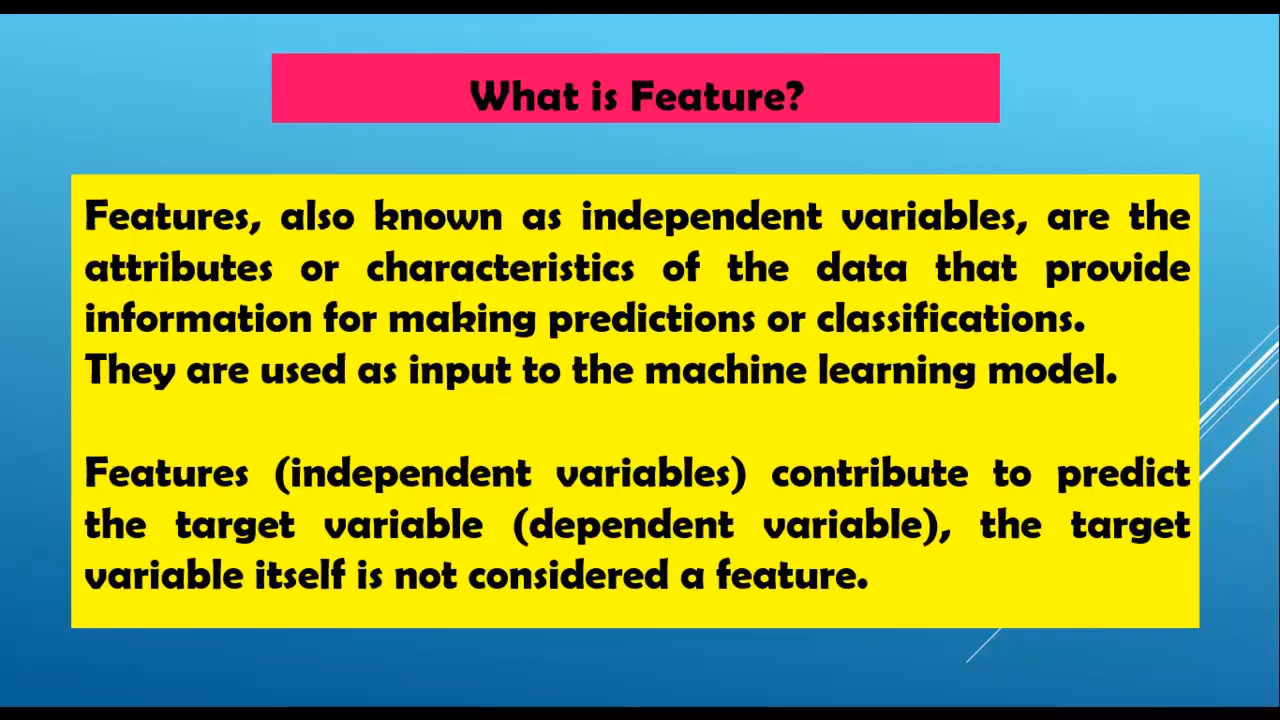 What is Feature?
Features, also known as independent variables, are the
attributes or characteristics of the data that provide
information for making predictions or classifications.
They are used as input to the machine learning model.
Features (independent variables) contribute to predict
the target variable (dependent variable), the target
variable itself is not considered a feature.